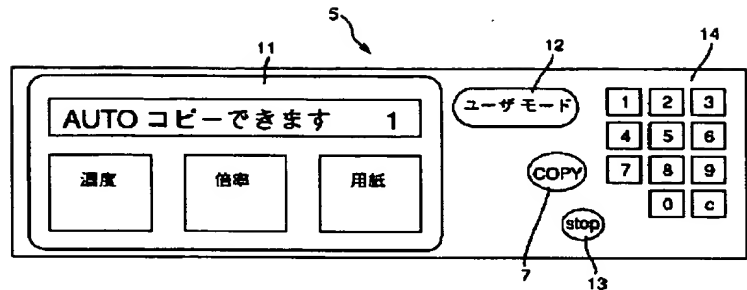 5
11
12
14
AUTO コピーできます 1
濃度
倍率
用紙
ユーザモード
COPY
stop
7
13
1 2 3
4 5 6
7 8 9
0 c